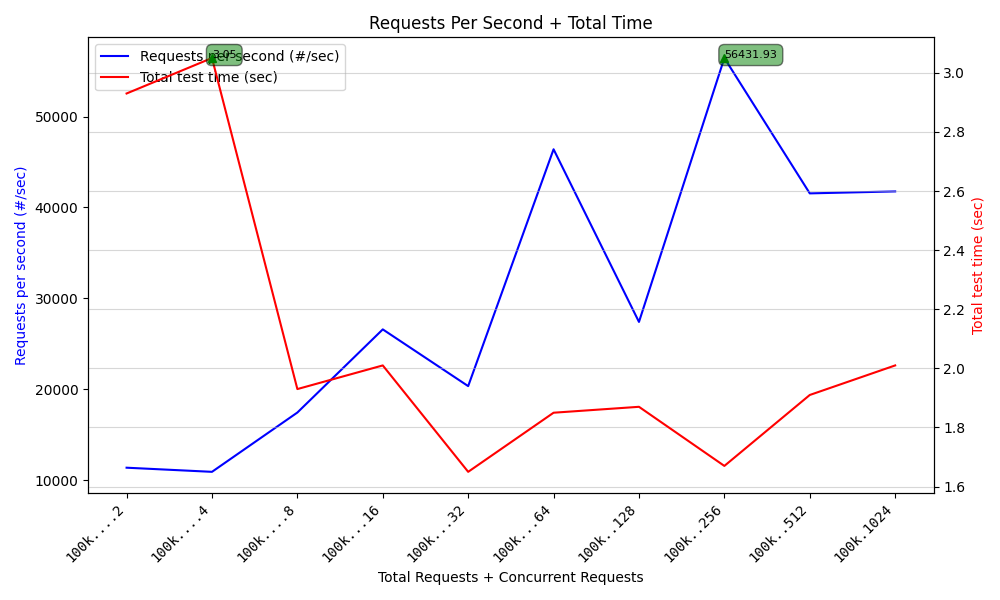 Requests Per Second + Total Time
Requests per second (#/sec)
Total test time (sec)
3.05
56431.93
Requests per second (#/sec)
50000
40000
30000
20000
10000
3.0
2.8
2.6
2.4
2.2
2.0
1.8
1.6
Total test time (sec)
100k....2
100k....4
100k....8
100k...16
100k...32
100k...64
100k..128
100k..256
100k..512
100k.1024
Total Requests + Concurrent Requests